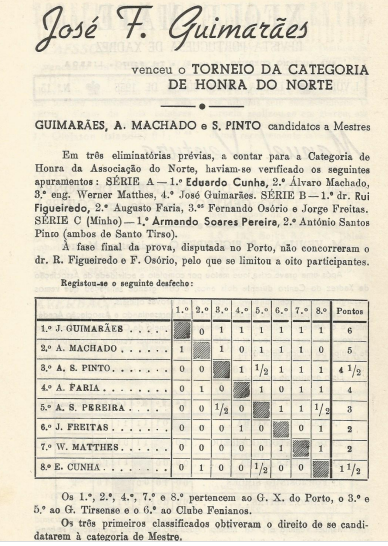 José F. Guimarães
venceu o TORNEIO DA CATEGORIA
DE HONRA DO NORTE
GUIMARÃES, A. MACHADO e S. PINTO candidatos a Mestres
Em três eliminatórias prévias, a contar para a Categoria de
Honra da Associação do Norte, haviam-se verificado os seguintes
apuramentos: SÉRIE A — 1.º Eduardo Cunha, 2.º Álvaro Machado,
3.º eng. Werner Matthes, 4.º José Guimarães. SÉRIE B — 1.º dr. Rui
Figueiredo, 2.º Augusto Faria, 3.ºs Fernando Osório e Jorge Freitas.
SÉRIE C (Minho) — 1.º Armando Soares Pereira, 2.º António Santos
Pinto (ambos de Santo Tirso).
À fase final da prova, disputada no Porto, não concorreram o
dr. R. Figueiredo e F. Osório, pelo que se limitou a oito participantes.
Registou-se o seguinte desfecho:
1.º 2.º 3.º 4.º 5.º 6.º 7.º 8.º Pontos
1.º J. GUIMARÃES . . . . . . 0 1 1 1 1 1 1 6
2.º A. MACHADO . . . . . . . 1 1 0 1 1 1 0 5
3.º A. S. PINTO . . . . . . . 0 0 1 1/2 1 1 1 4 1/2
4.º A. FARIA . . . . . . . . 0 1 0 1 0 1 1 4
5.º A. S. PEREIRA . . . . . 0 0 1/2 0 1 1 1/2 3
6.º J. FREITAS . . . . . . . 0 0 0 1 0 0 1 2
7.º W. MATTHES . . . . . . 0 0 0 0 0 1 1 2
8.º E. CUNHA . . . . . . . . 0 1 0 0 1/2 0 0 1 1/2
Os 1.º, 2.º, 4.º, 7.º e 8.º pertencem ao G. X. do Porto, o 3.º e
5.º ao G. Tirsense e o 6.º ao Clube Fenianos.
Os três primeiros classificados obtiveram o direito de se candi-
datarem à categoria de Mestre.